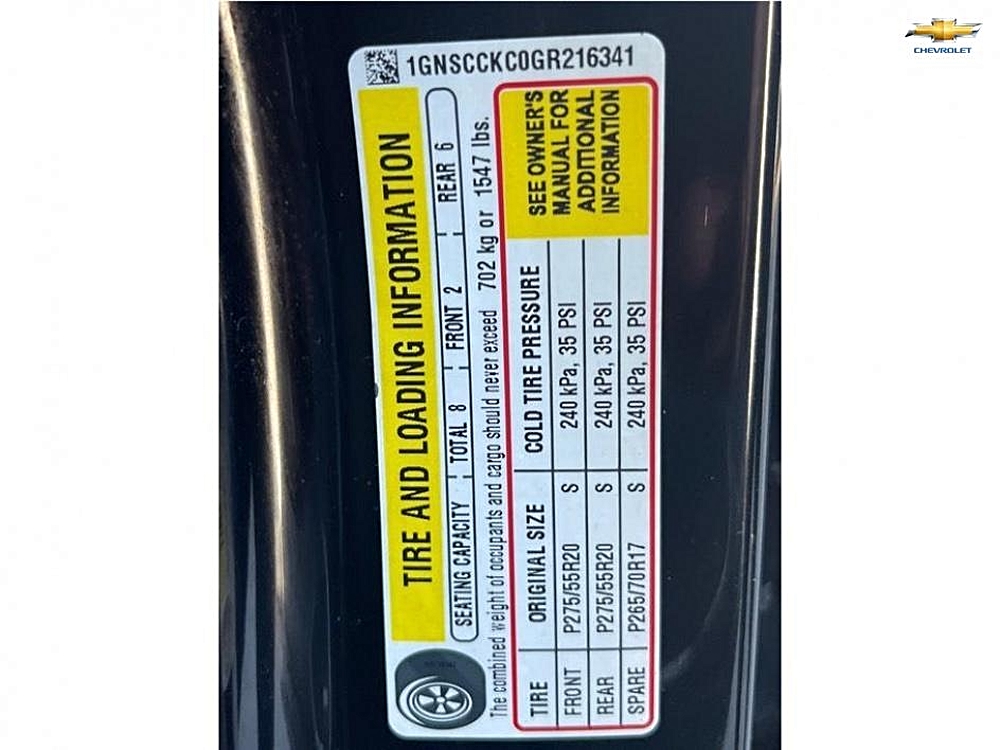 1GNSCCKC0GR216341
TIRE AND LOADING INFORMATION
SEATING CAPACITY TOTAL 8 FRONT 2 REAR 6
The combined weight of occupants and cargo should never exceed 702 kg or 1547 lbs.
TIRE ORIGINAL SIZE COLD TIRE PRESSURE
FRONT P275/55R20 S 240 kPa, 35 PSI
REAR P275/55R20 S 240 kPa, 35 PSI
SPARE P265/70R17 S 240 kPa, 35 PSI
SEE OWNER'S
MANUAL FOR
ADDITIONAL
INFORMATION
CHEVROLET